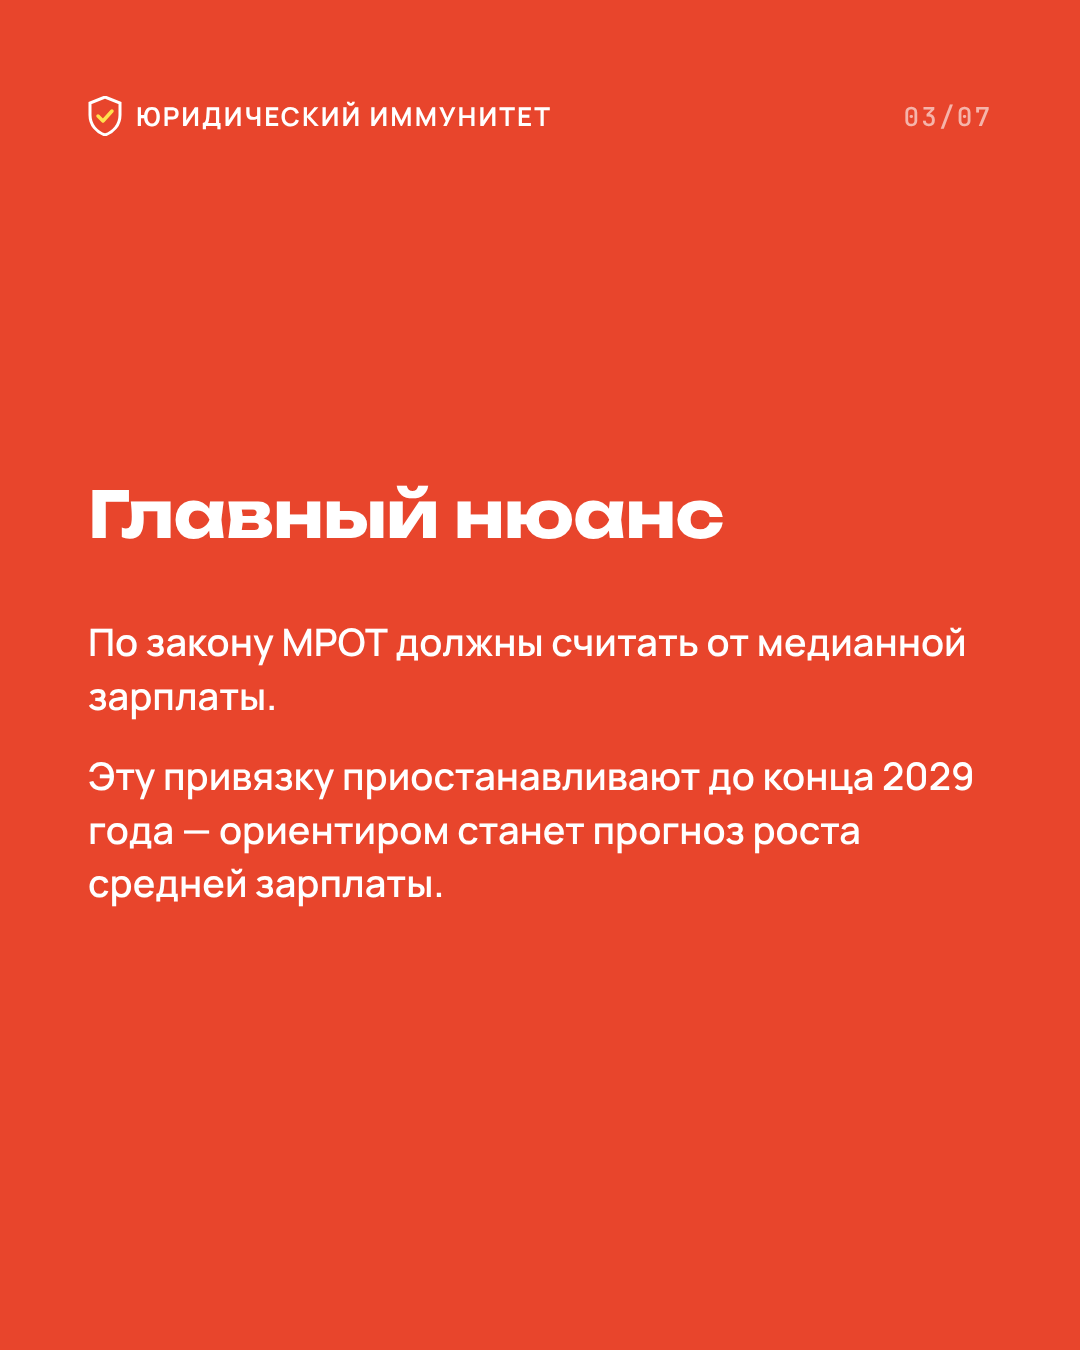 ЮРИДИЧЕСКИЙ ИММУНИТЕТ
03/07
Главный нюанс
По закону МРОТ должны считать от медианной
зарплаты.
Эту привязку приостанавливают до конца 2029
года — ориентиром станет прогноз роста
средней зарплаты.